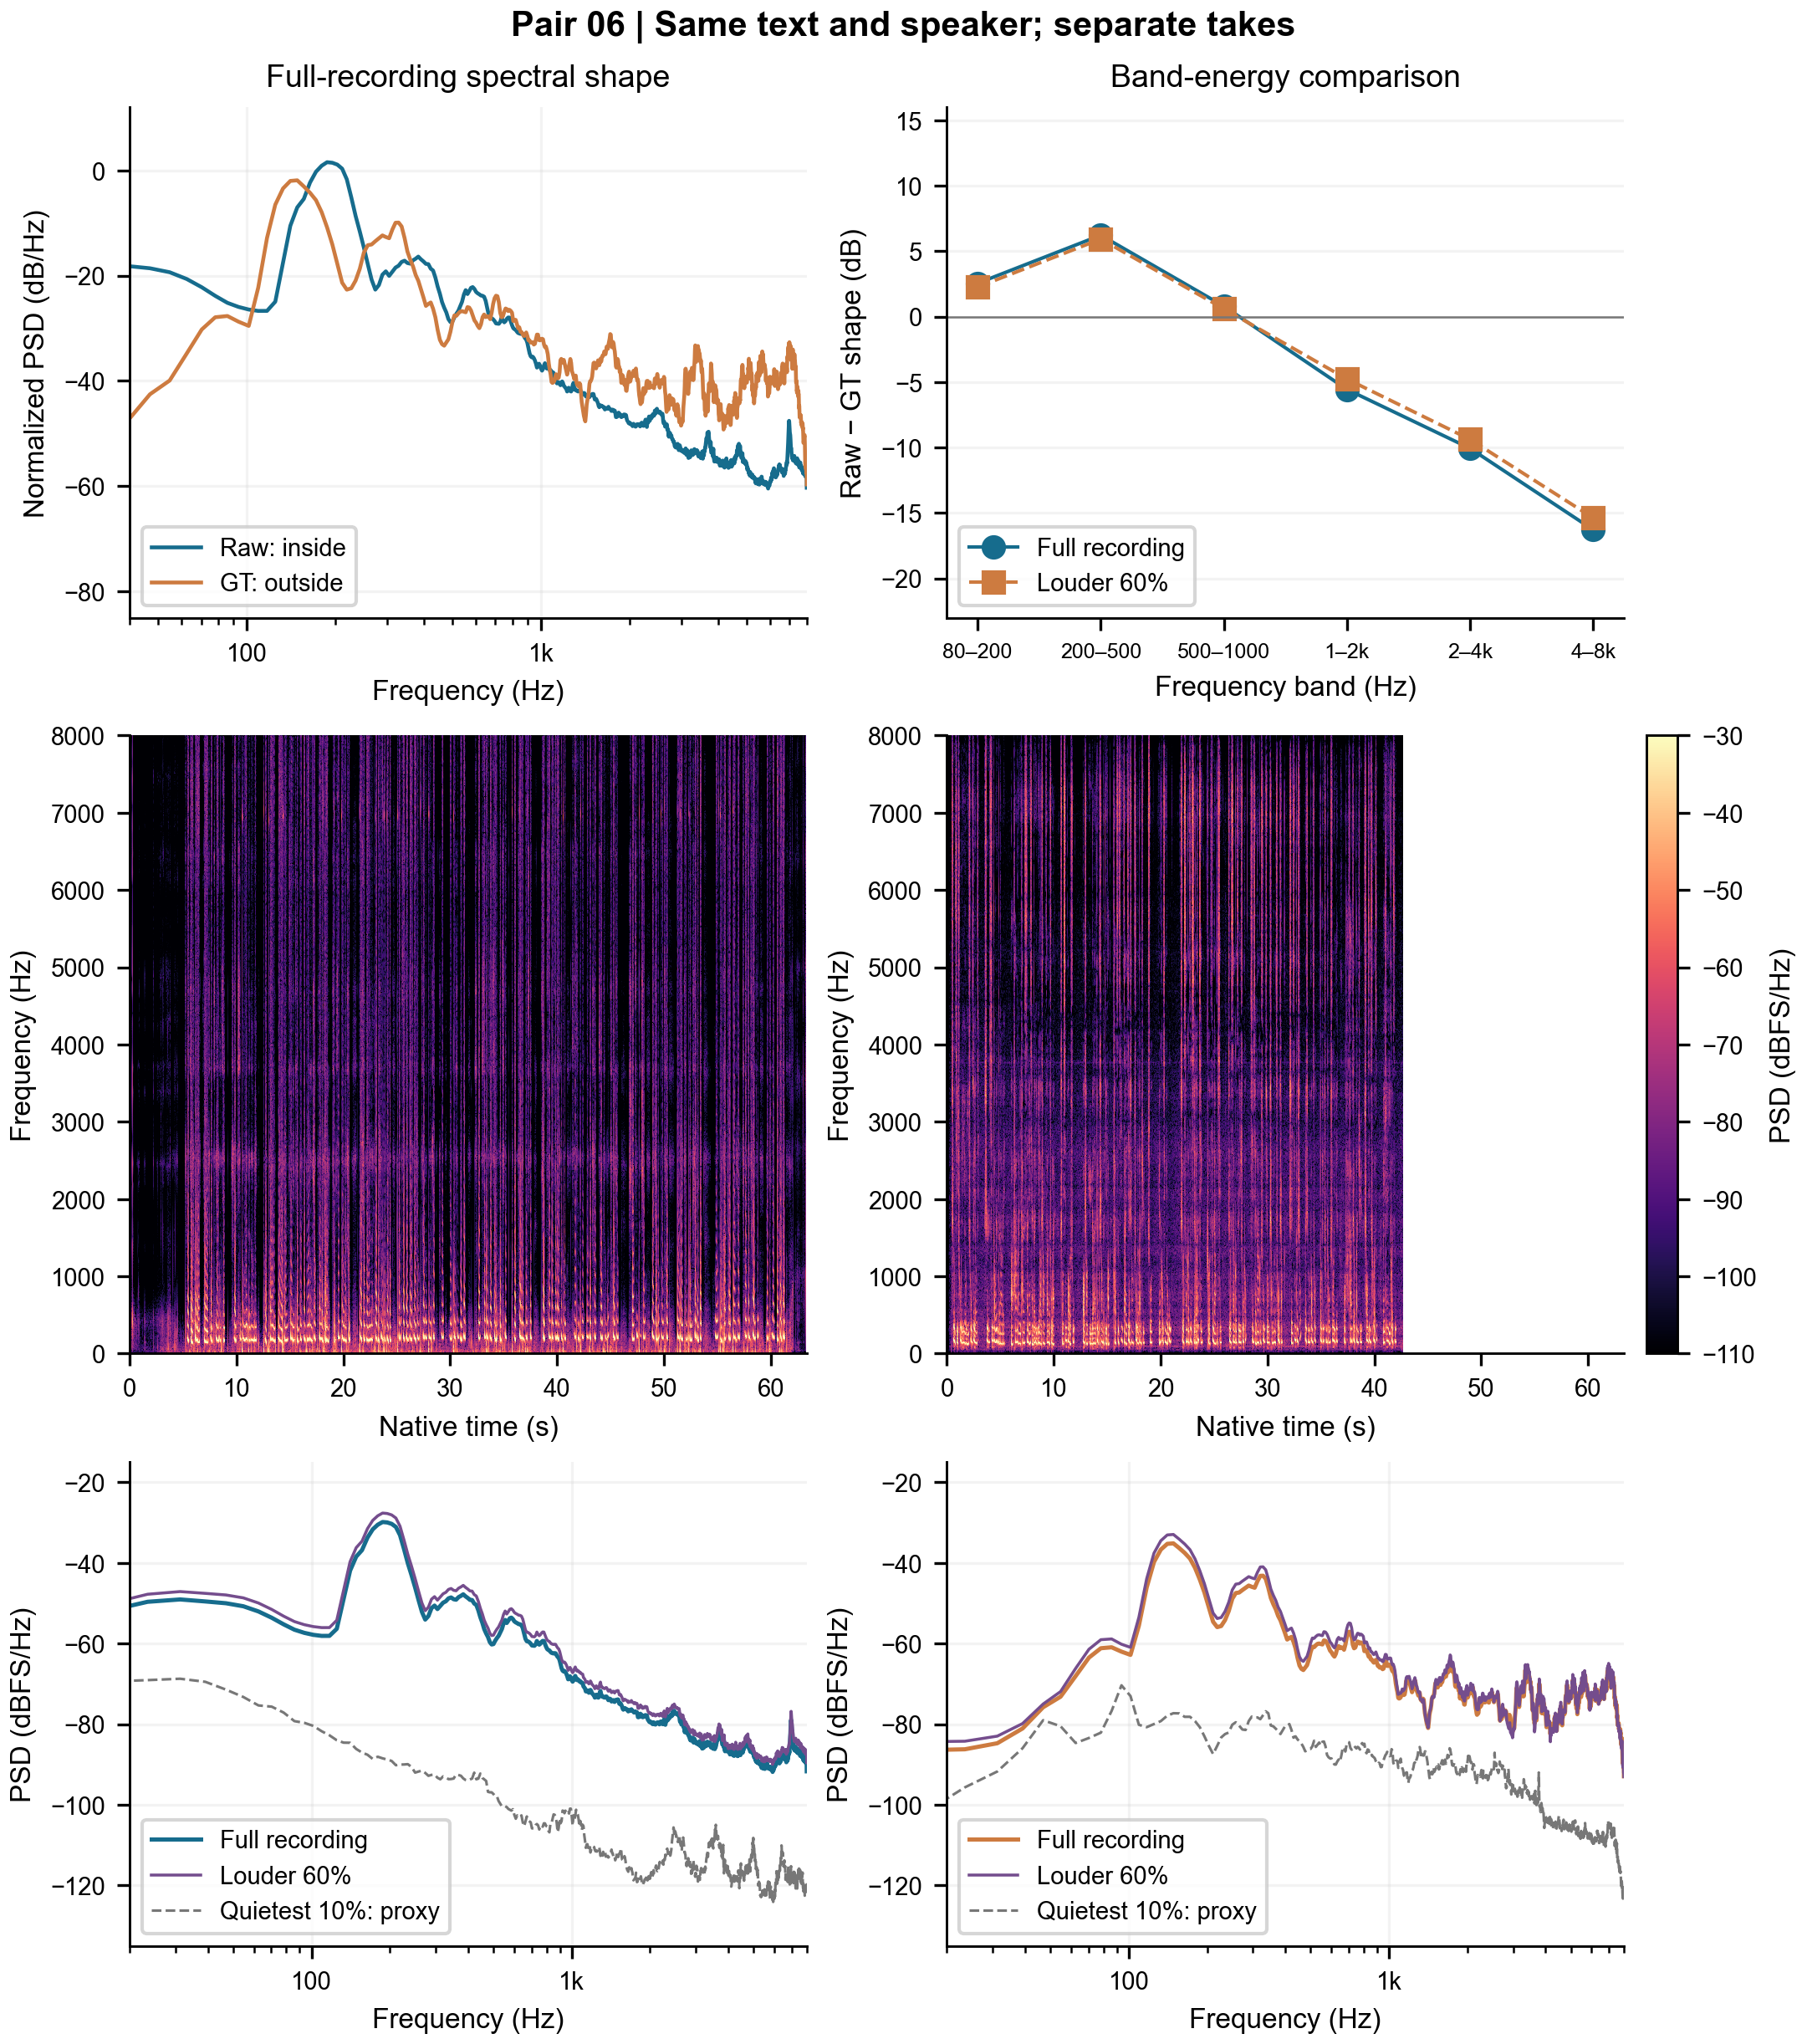 Pair 06 | Same text and speaker; separate takes
Full-recording spectral shape
Normalized PSD (dB/Hz)
0
−20
−40
−60
−80
Raw: inside
GT: outside
100
1k
Frequency (Hz)
Band-energy comparison
Raw − GT shape (dB)
15
10
5
0
−5
−10
−15
−20
Full recording
Louder 60%
80–200
200–500
500–1000
1–2k
2–4k
4–8k
Frequency band (Hz)
Frequency (Hz)
8000
7000
6000
5000
4000
3000
2000
1000
0
0
10
20
30
40
50
60
Native time (s)
Frequency (Hz)
8000
7000
6000
5000
4000
3000
2000
1000
0
0
10
20
30
40
50
60
Native time (s)
−30
−40
−50
−60
−70
−80
−90
−100
−110
PSD (dBFS/Hz)
PSD (dBFS/Hz)
−20
−40
−60
−80
−100
−120
Full recording
Louder 60%
Quietest 10%: proxy
100
1k
Frequency (Hz)
PSD (dBFS/Hz)
−20
−40
−60
−80
−100
−120
Full recording
Louder 60%
Quietest 10%: proxy
100
1k
Frequency (Hz)